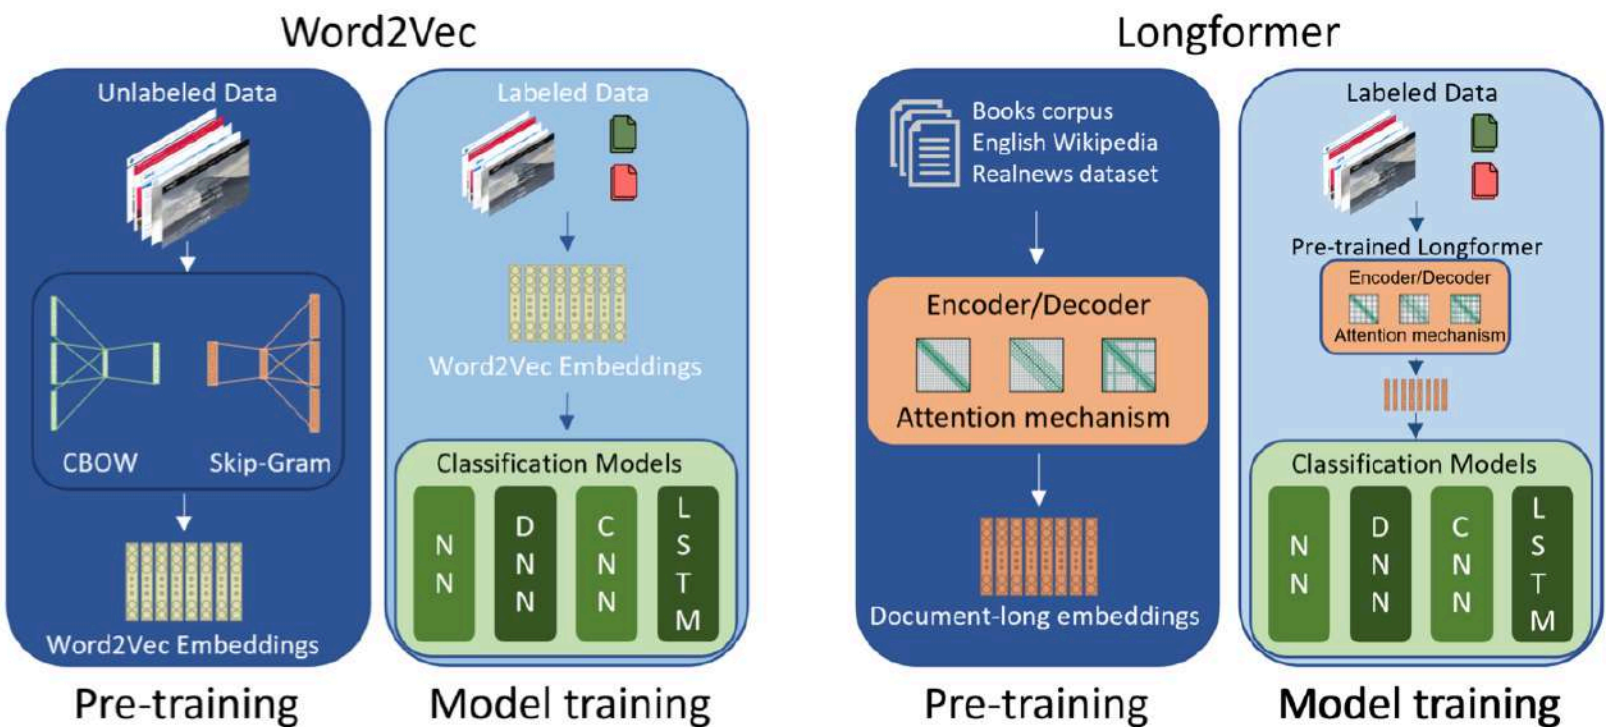 Word2Vec
Unlabeled Data
CBOW
Skip-Gram
Word2Vec Embeddings
Pre-training
Labeled Data
Word2Vec Embeddings
Classification Models
NN
DNN
CNN
LSTM
Model training
Longformer
Books corpus
English Wikipedia
Realnews dataset
Encoder/Decoder
Attention mechanism
Document-long embeddings
Pre-training
Labeled Data
Pre-trained Longformer
Encoder/Decoder
Attention mechanism
Classification Models
NN
DNN
CNN
LSTM
Model training